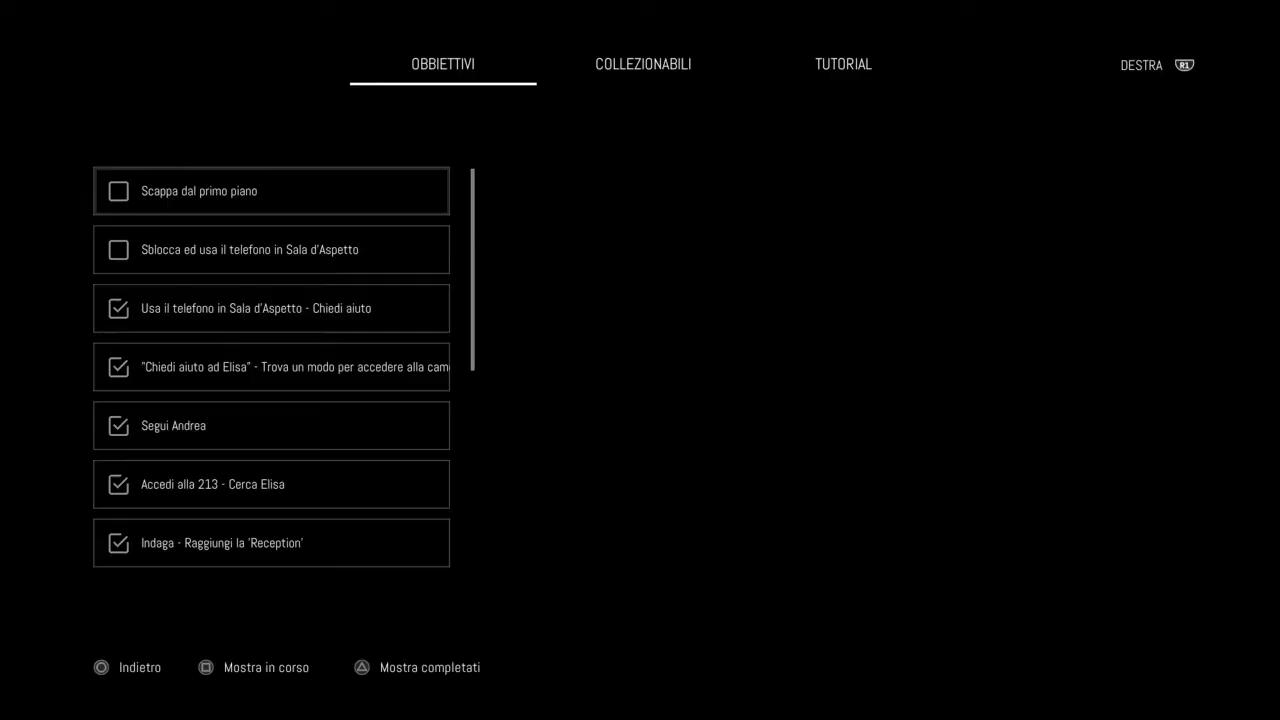 OBBIETTIVI
COLLEZIONABILI
TUTORIAL
DESTRA R1
Scappa dal primo piano
Sblocca ed usa il telefono in Sala d'Aspetto
Usa il telefono in Sala d'Aspetto - Chiedi aiuto
"Chiedi aiuto ad Elisa" - Trova un modo per accedere alla cam
Segui Andrea
Accedi alla 213 - Cerca Elisa
Indaga - Raggiungi la 'Reception'
Indietro
Mostra in corso
Mostra completati